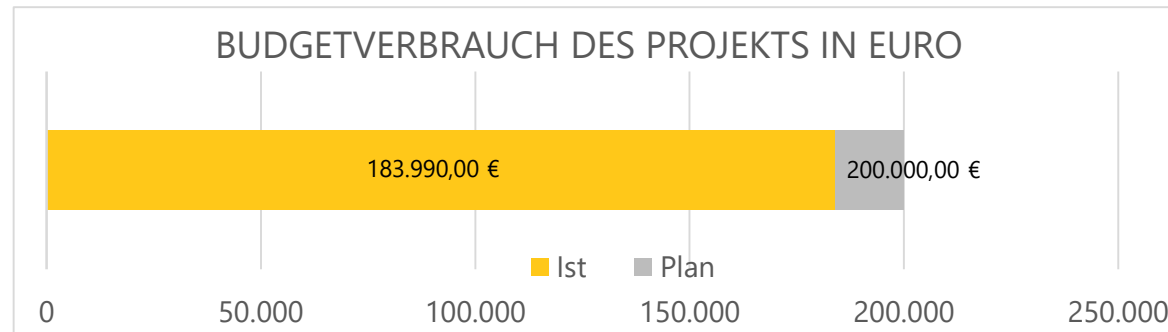 BUDGETVERBRAUCH DES PROJEKTS IN EURO
183.990,00 € 200.000,00 €
Ist Plan
0 50.000 100.000 150.000 200.000 250.000